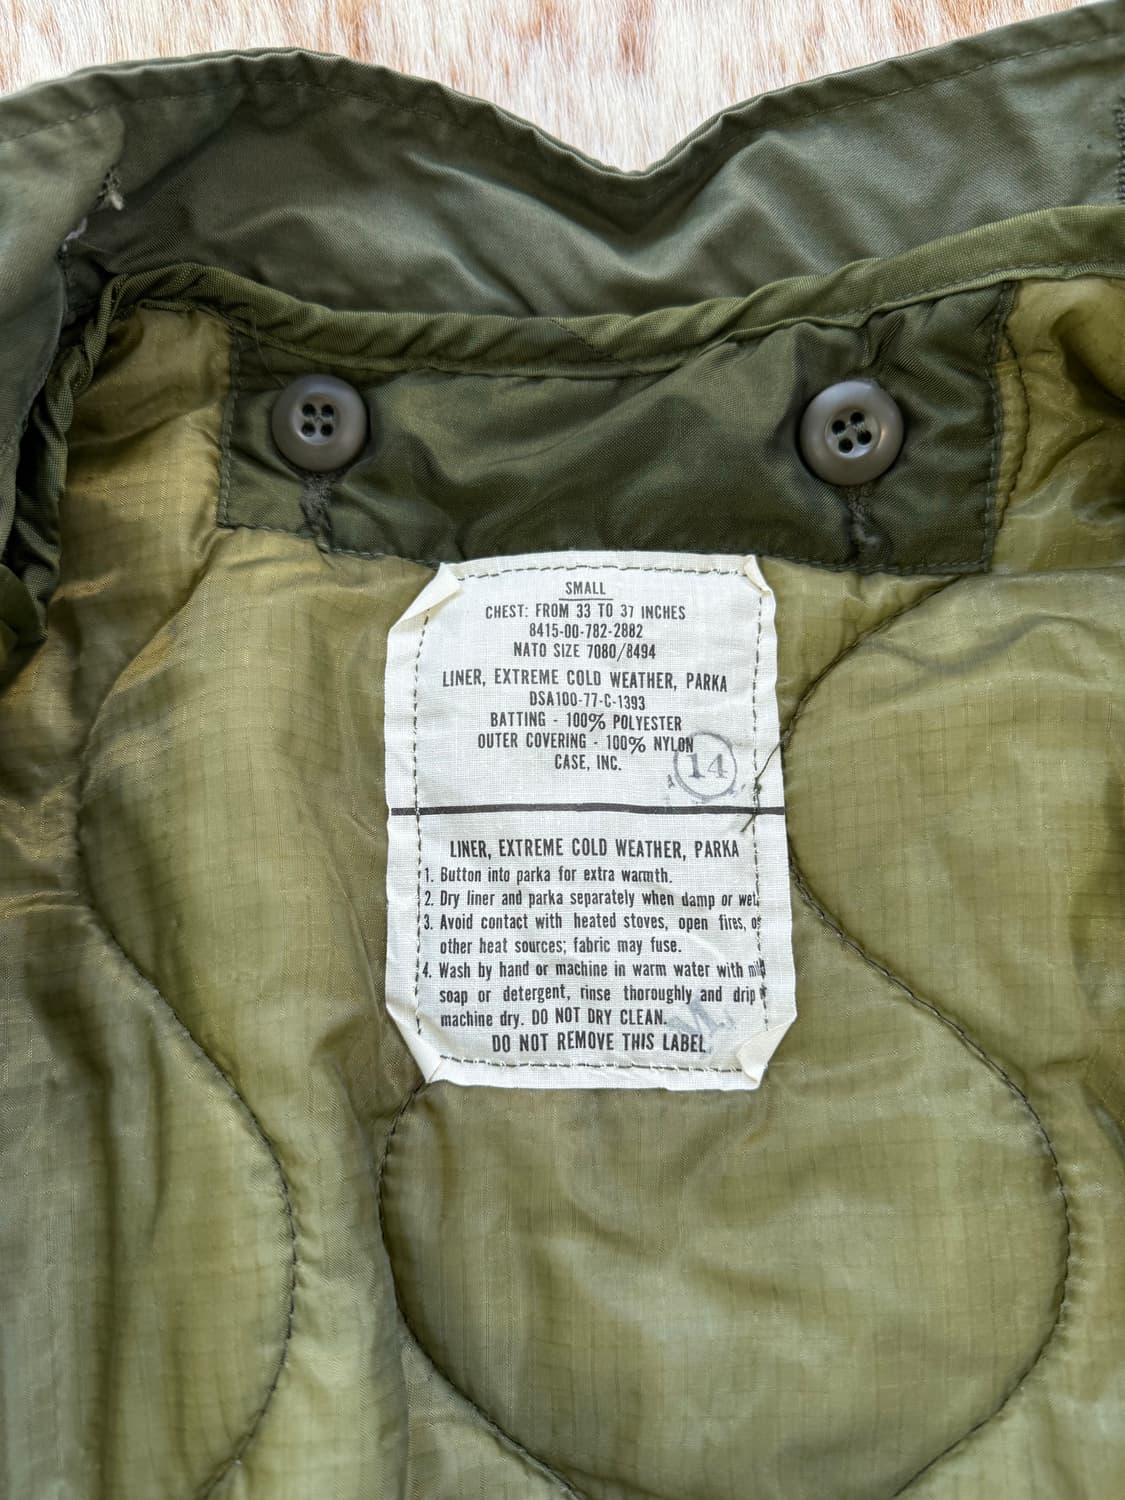 SMALL
CHEST: FROM 33 TO 37 INCHES
8415-00-782-2882
NATO SIZE 7080/8494
LINER, EXTREME COLD WEATHER, PARKA
DSA100-77-C-1393
BATTING - 100% POLYESTER
OUTER COVERING - 100% NYLON
CASE, INC.
14
LINER, EXTREME COLD WEATHER, PARKA
1. Button into parka for extra warmth.
2. Dry liner and parka separately when damp or wet
3. Avoid contact with heated stoves, open fires, or
other heat sources; fabric may fuse.
4. Wash by hand or machine in warm water with mild
soap or detergent, rinse thoroughly and drip
machine dry. DO NOT DRY CLEAN.
DO NOT REMOVE THIS LABEL